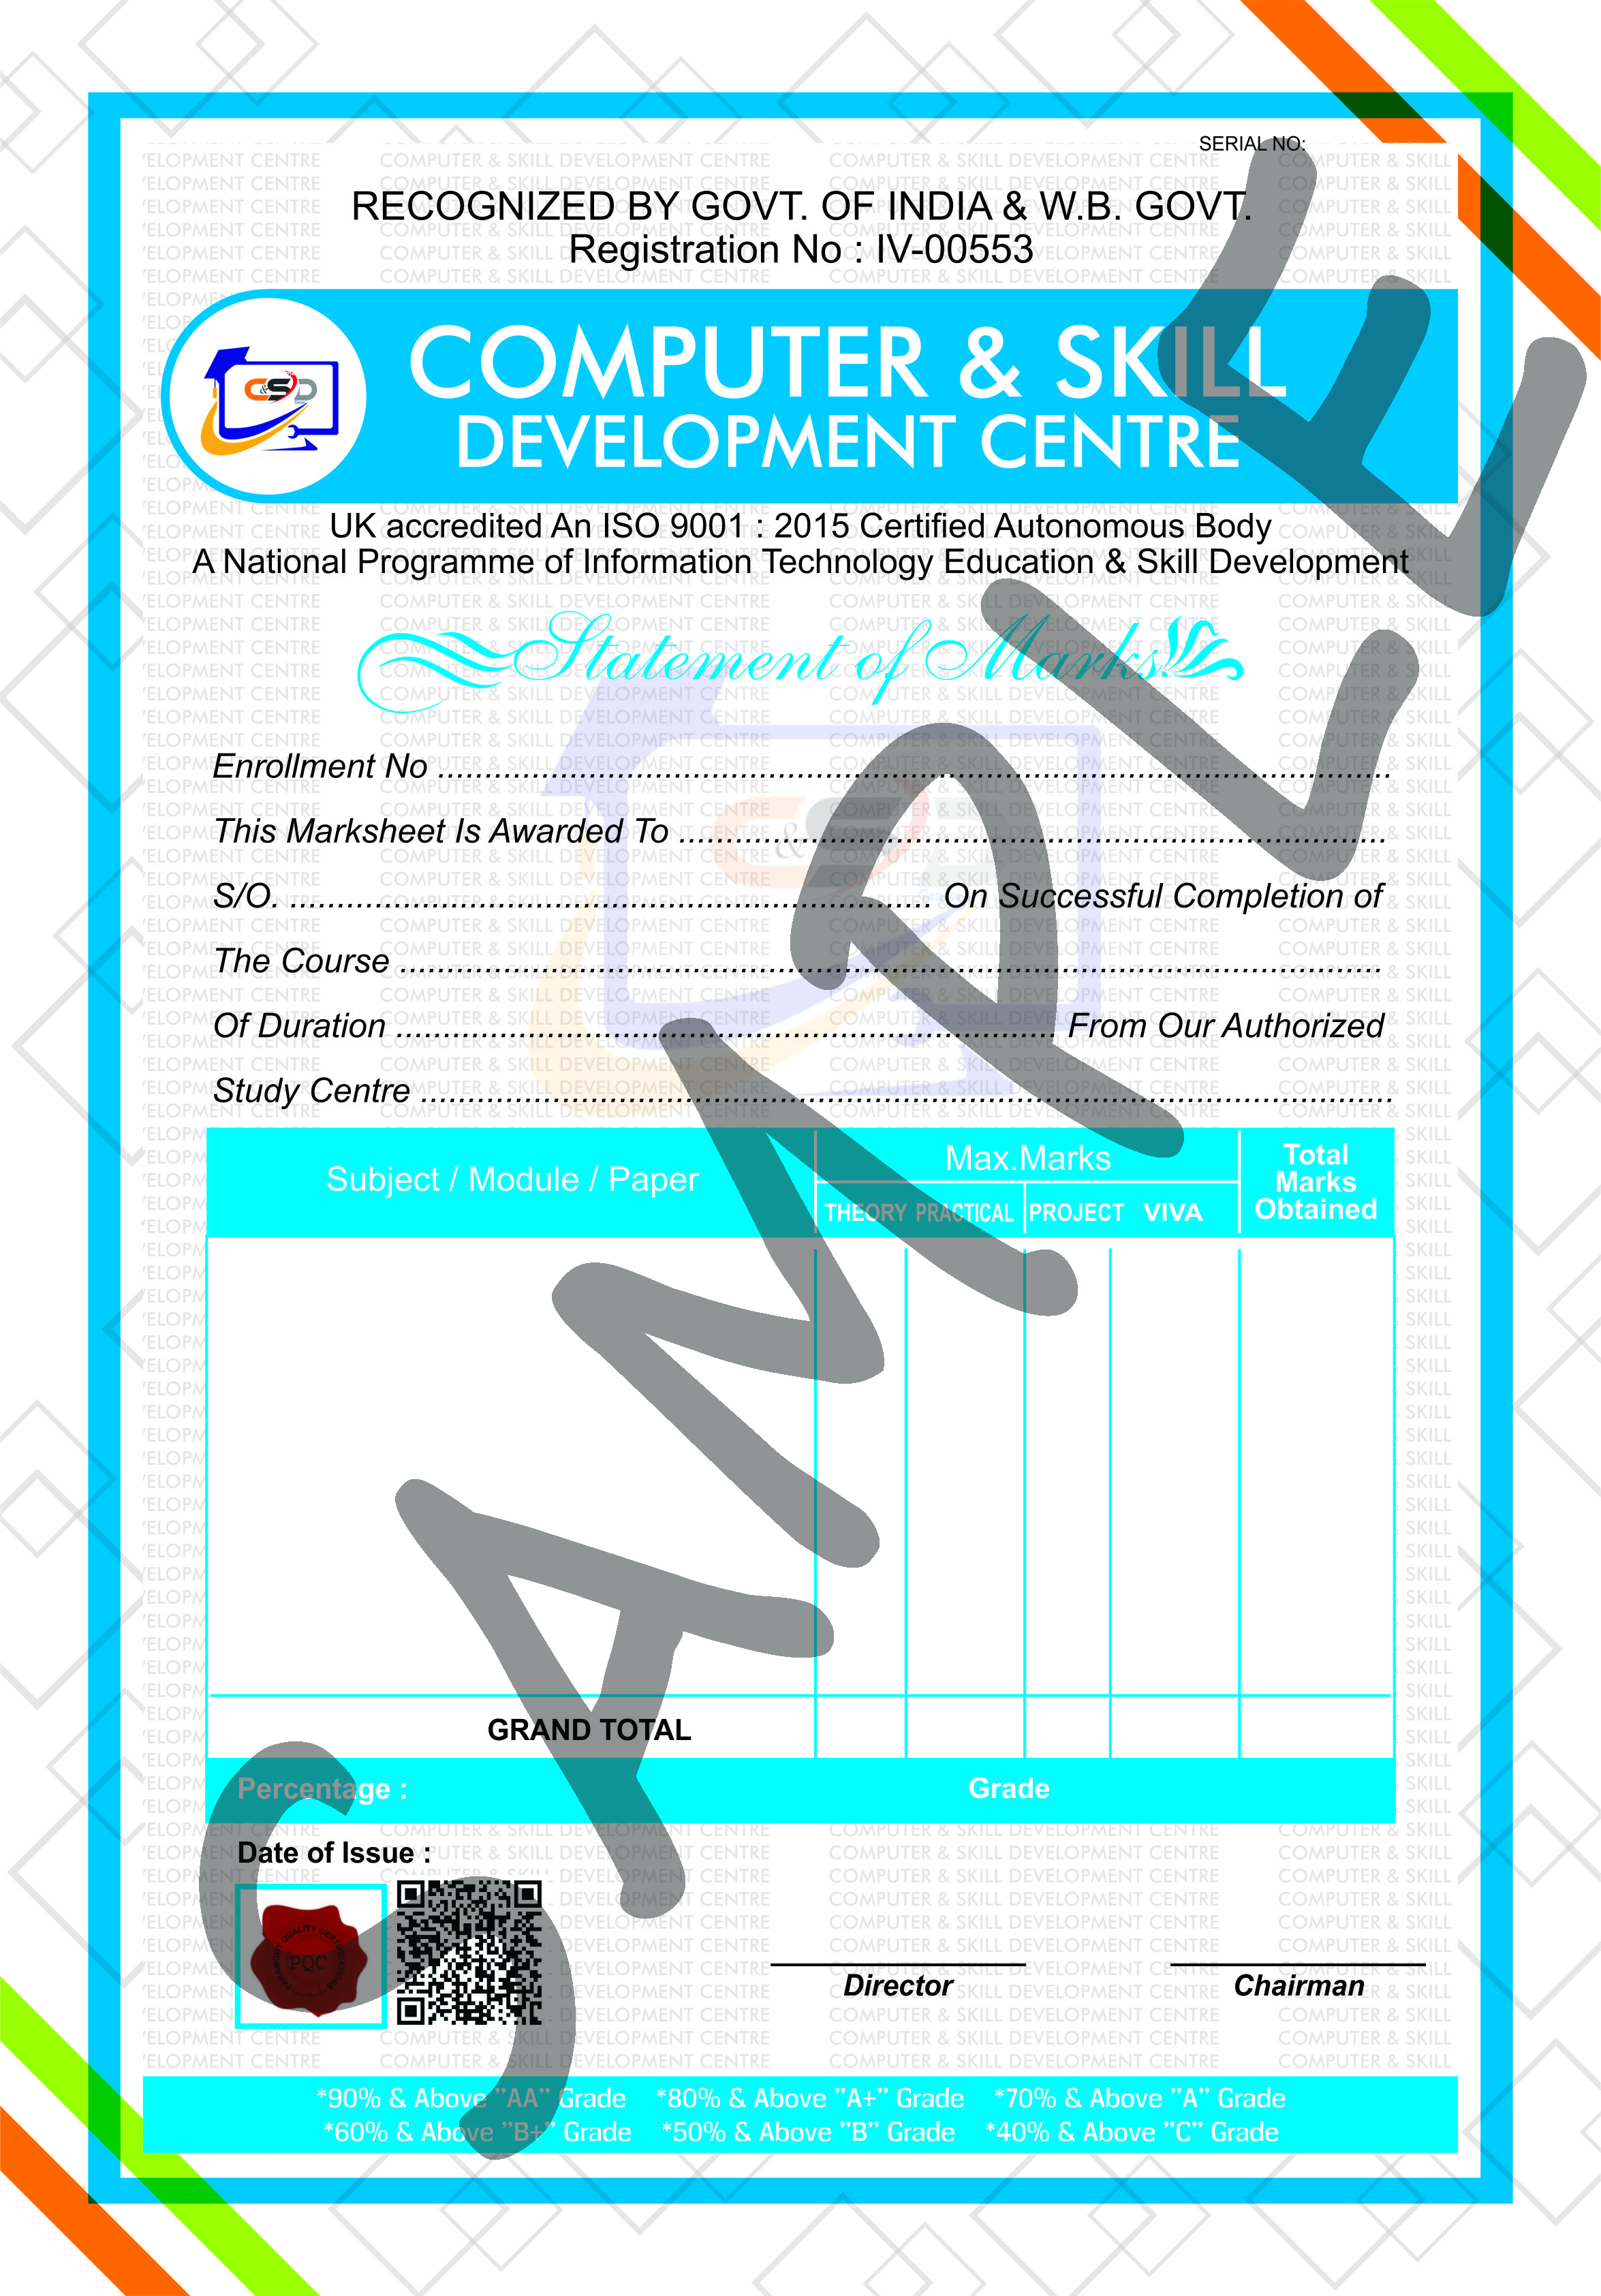 SERIAL NO:
RECOGNIZED BY GOVT. OF INDIA & W.B. GOVT.
Registration No : IV-00553
C&SD
COMPUTER & SKILL
DEVELOPMENT CENTRE
UK accredited An ISO 9001 : 2015 Certified Autonomous Body
A National Programme of Information Technology Education & Skill Development
Statement of Marks
Enrollment No
This Marksheet Is Awarded To
S/O. On Successful Completion of
The Course
Of Duration From Our Authorized
Study Centre
Subject / Module / Paper Max.Marks Total Marks Obtained
THEORY PRACTICAL PROJECT VIVA
GRAND TOTAL
Percentage : Grade
Date of Issue :
PQC
Director Chairman
*90% & Above "AA" Grade *80% & Above "A+" Grade *70% & Above "A" Grade
*60% & Above "B+" Grade *50% & Above "B" Grade *40% & Above "C" Grade
SAMPLE